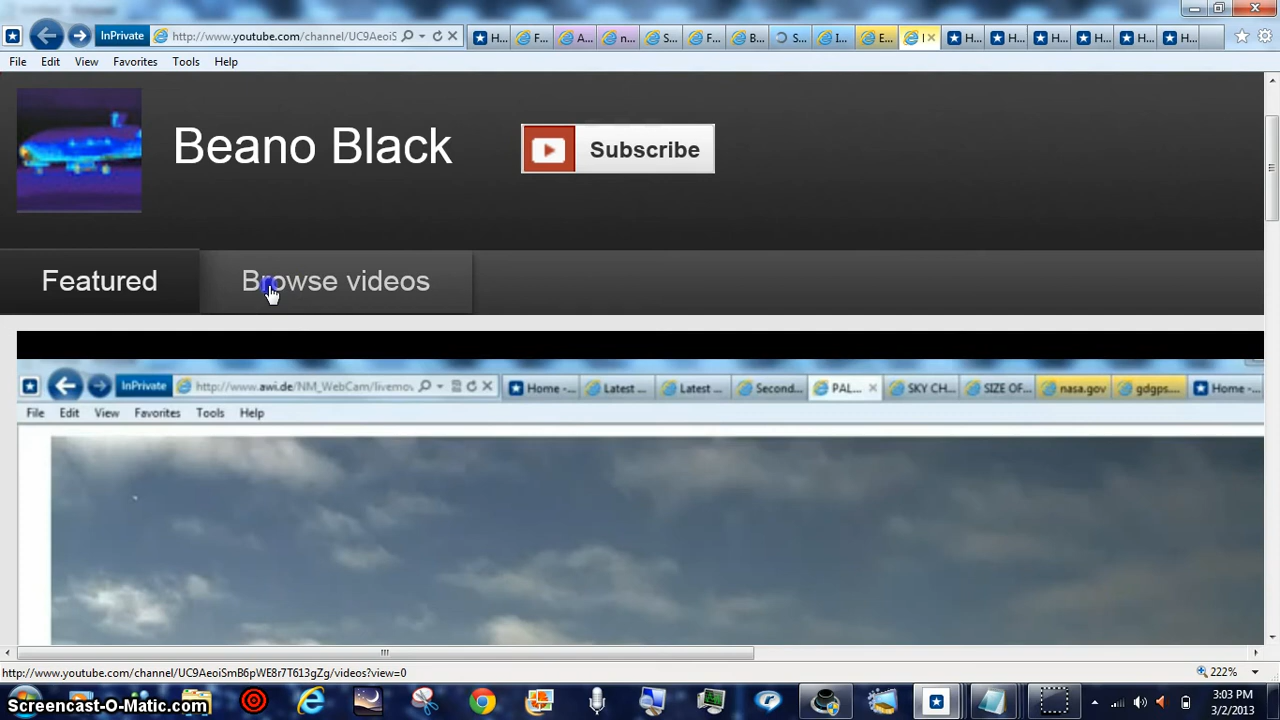 InPrivate http://www.youtube.com/channel/UC9AeoiS H... F... A... n... S... F... B... S... I... E... H... H... H... H... H... H...
File Edit View Favorites Tools Help
Beano Black Subscribe
Featured Browse videos
InPrivate http://www.awi.de/NM_WebCam/livemov Home -... Latest ... Latest ... Second... PAL... SKY CH... SIZE OF... nasa.gov gdgps.... Home -...
File Edit View Favorites Tools Help
http://www.youtube.com/channel/UC9AeoiSmB6pWE8r7T613gZg/videos?view=0 222%
Screencast-O-Matic.com 3:03 PM
3/2/2013